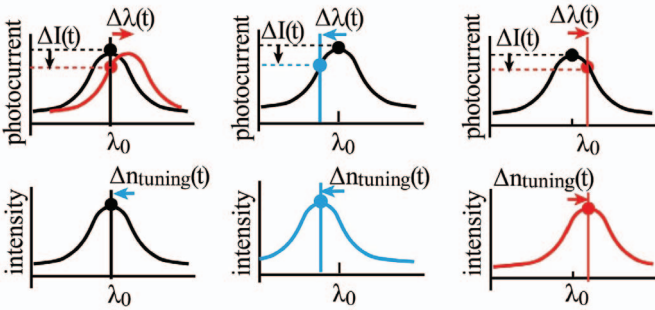 photocurrent
ΔI(t)
Δλ(t)
λ0
photocurrent
ΔI(t)
Δλ(t)
λ0
photocurrent
ΔI(t)
Δλ(t)
λ0
intensity
Δntuning(t)
λ0
intensity
Δntuning(t)
λ0
intensity
Δntuning(t)
λ0